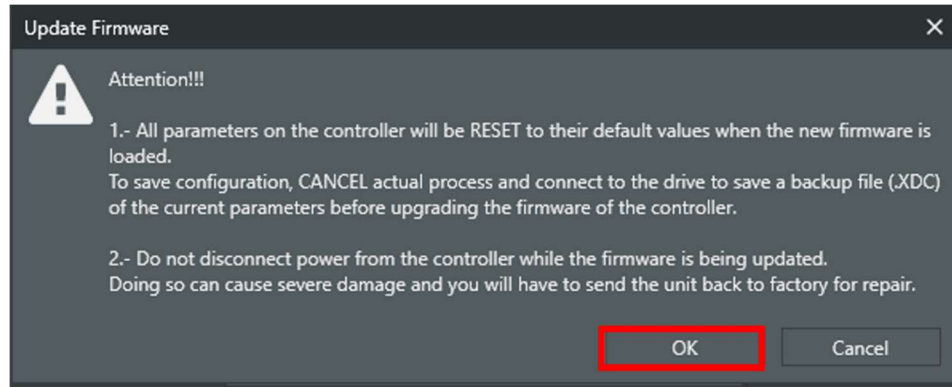 Update Firmware
Attention!!!
1.- All parameters on the controller will be RESET to their default values when the new firmware is
loaded.
To save configuration, CANCEL actual process and connect to the drive to save a backup file (.XDC)
of the current parameters before upgrading the firmware of the controller.
2.- Do not disconnect power from the controller while the firmware is being updated.
Doing so can cause severe damage and you will have to send the unit back to factory for repair.
OK
Cancel